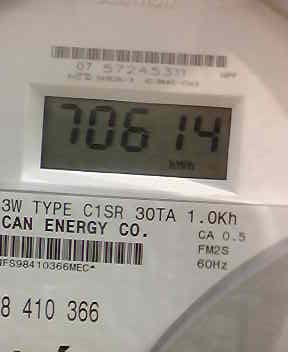 07 57245311
70614
3W TYPE C1SR 30TA 1.0Kh
CAN ENERGY CO.
CA 0.5
FM2S
60Hz
IFS98410366MEC*
8 410 366